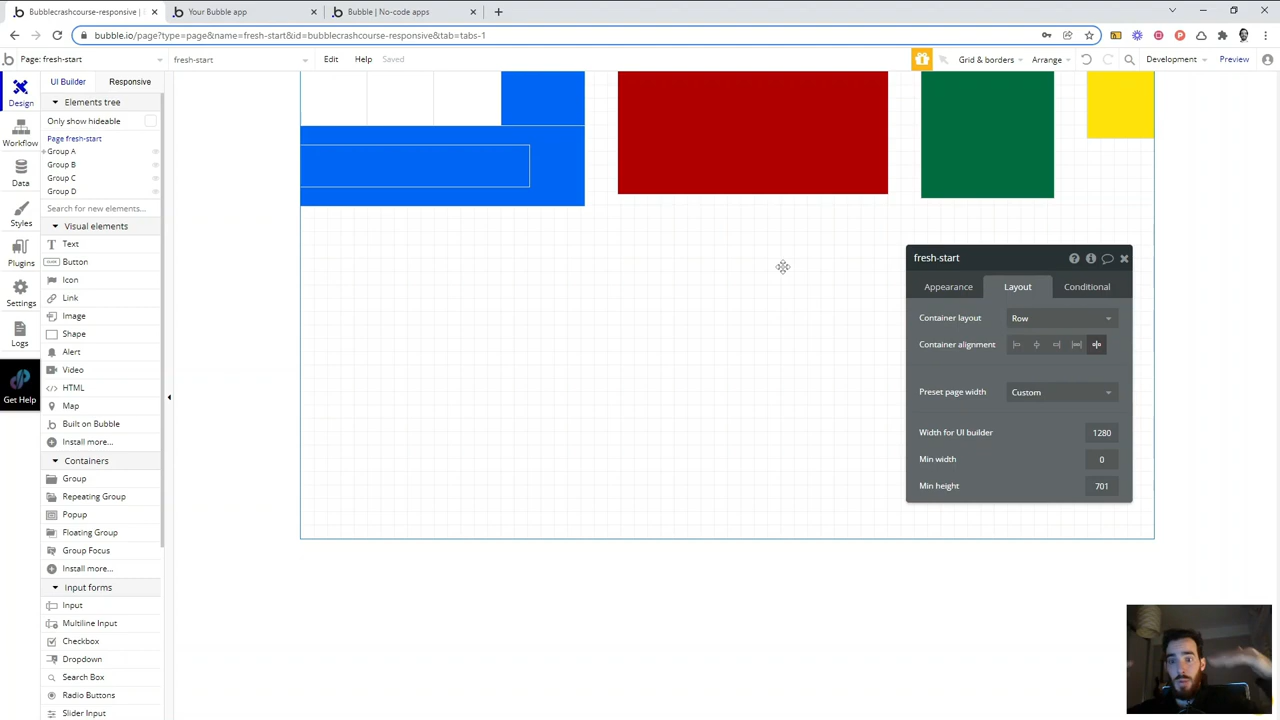 Bubblecrashcourse-responsive |
Your Bubble app
Bubble | No-code apps
bubble.io/page?type=page&name=fresh-start&id=bubblecrashcourse-responsive&tab=tabs-1
Page: fresh-start
fresh-start
Edit
Help
Saved
Grid & borders
Arrange
Development
Preview
Design
Workflow
Data
Styles
Plugins
Settings
Logs
Get Help
UI Builder
Responsive
Elements tree
Only show hideable
Page fresh-start
Group A
Group B
Group C
Group D
Search for new elements...
Visual elements
Text
Button
Icon
Link
Image
Shape
Alert
Video
HTML
Map
Built on Bubble
Install more...
Containers
Group
Repeating Group
Popup
Floating Group
Group Focus
Install more...
Input forms
Input
Multiline Input
Checkbox
Dropdown
Search Box
Radio Buttons
Slider Input
fresh-start
Appearance
Layout
Conditional
Container layout
Row
Container alignment
Preset page width
Custom
Width for UI builder
1280
Min width
0
Min height
701